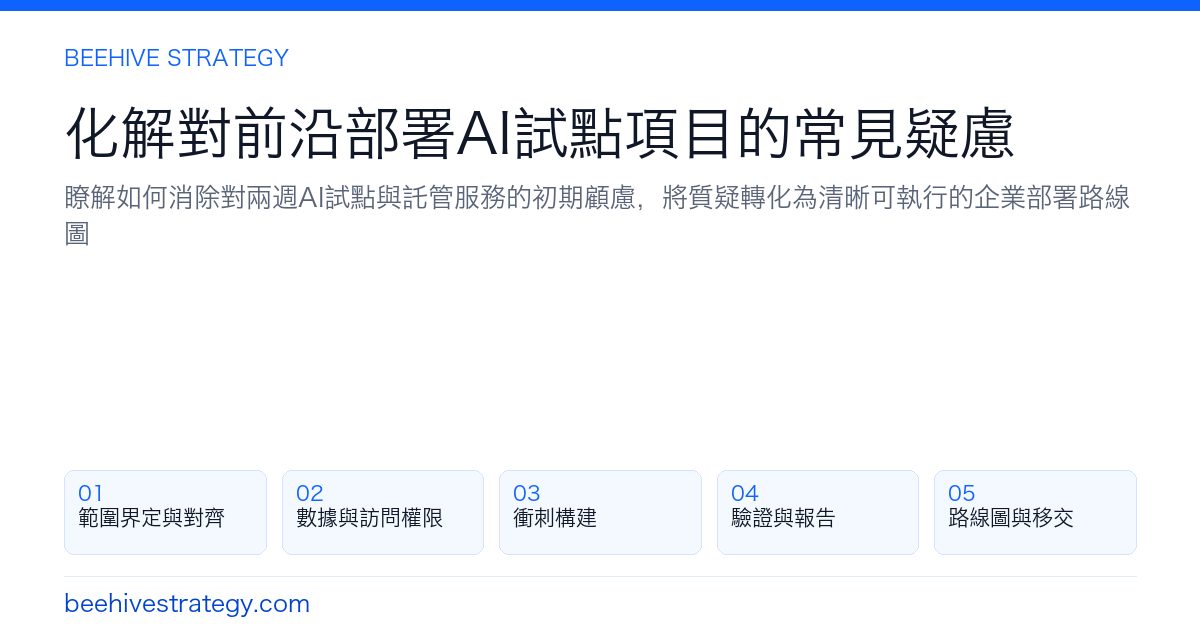 BEEHIVE STRATEGY
化解對前沿部署AI試點項目的常見疑慮
瞭解如何消除對兩週AI試點與託管服務的初期顧慮，將質疑轉化為清晰可執行的企業部署路線
圖
01
範圍界定與對齊
02
數據與訪問權限
03
衝刺構建
04
驗證與報告
05
路線圖與移交
beehivestrategy.com